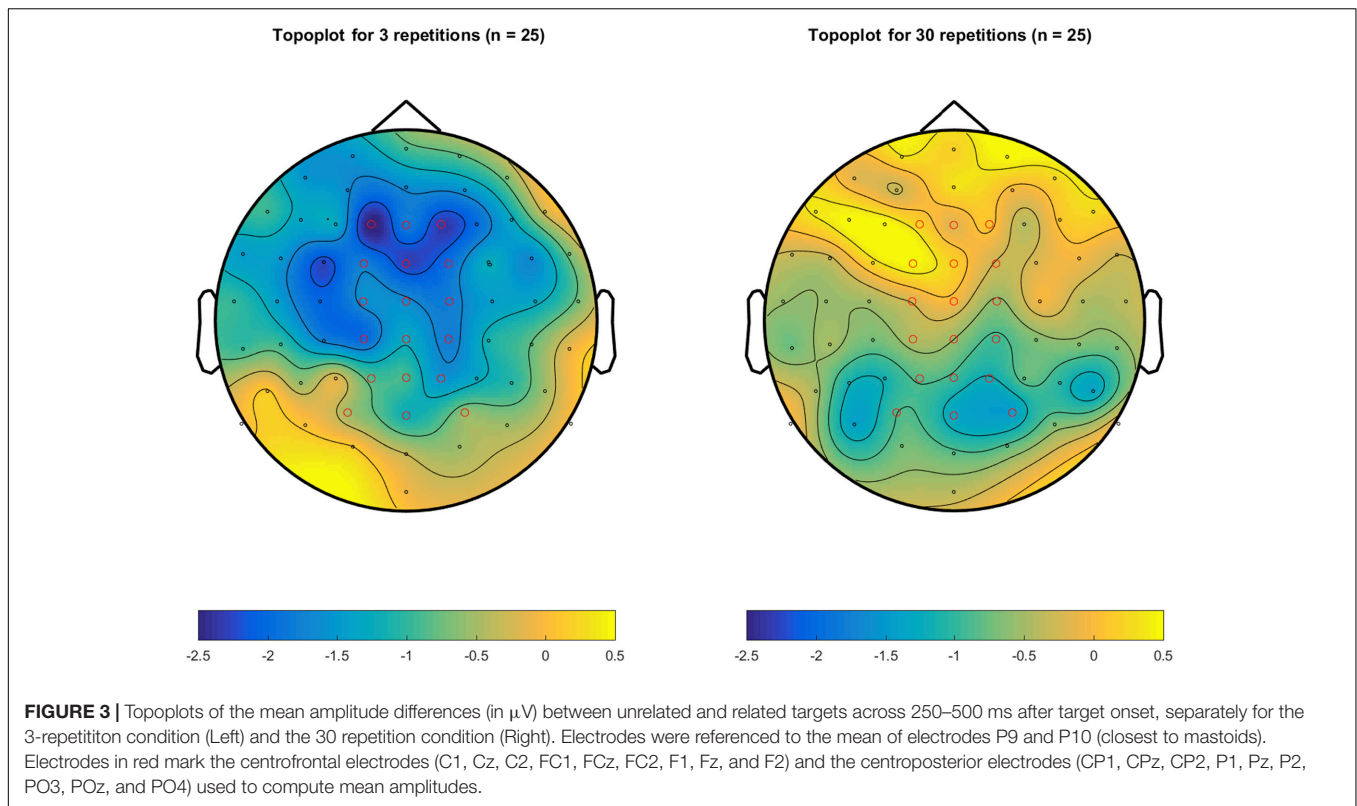 Topoplot for 3 repetitions (n = 25)
Topoplot for 30 repetitions (n = 25)
-2.5 -2 -1.5 -1 -0.5 0 0.5
-2.5 -2 -1.5 -1 -0.5 0 0.5
FIGURE 3 | Topoplots of the mean amplitude differences (in μV) between unrelated and related targets across 250–500 ms after target onset, separately for the
3-repetititon condition (Left) and the 30 repetition condition (Right). Electrodes were referenced to the mean of electrodes P9 and P10 (closest to mastoids).
Electrodes in red mark the centrofrontal electrodes (C1, Cz, C2, FC1, FCz, FC2, F1, Fz, and F2) and the centroposterior electrodes (CP1, CPz, CP2, P1, Pz, P2,
PO3, POz, and PO4) used to compute mean amplitudes.